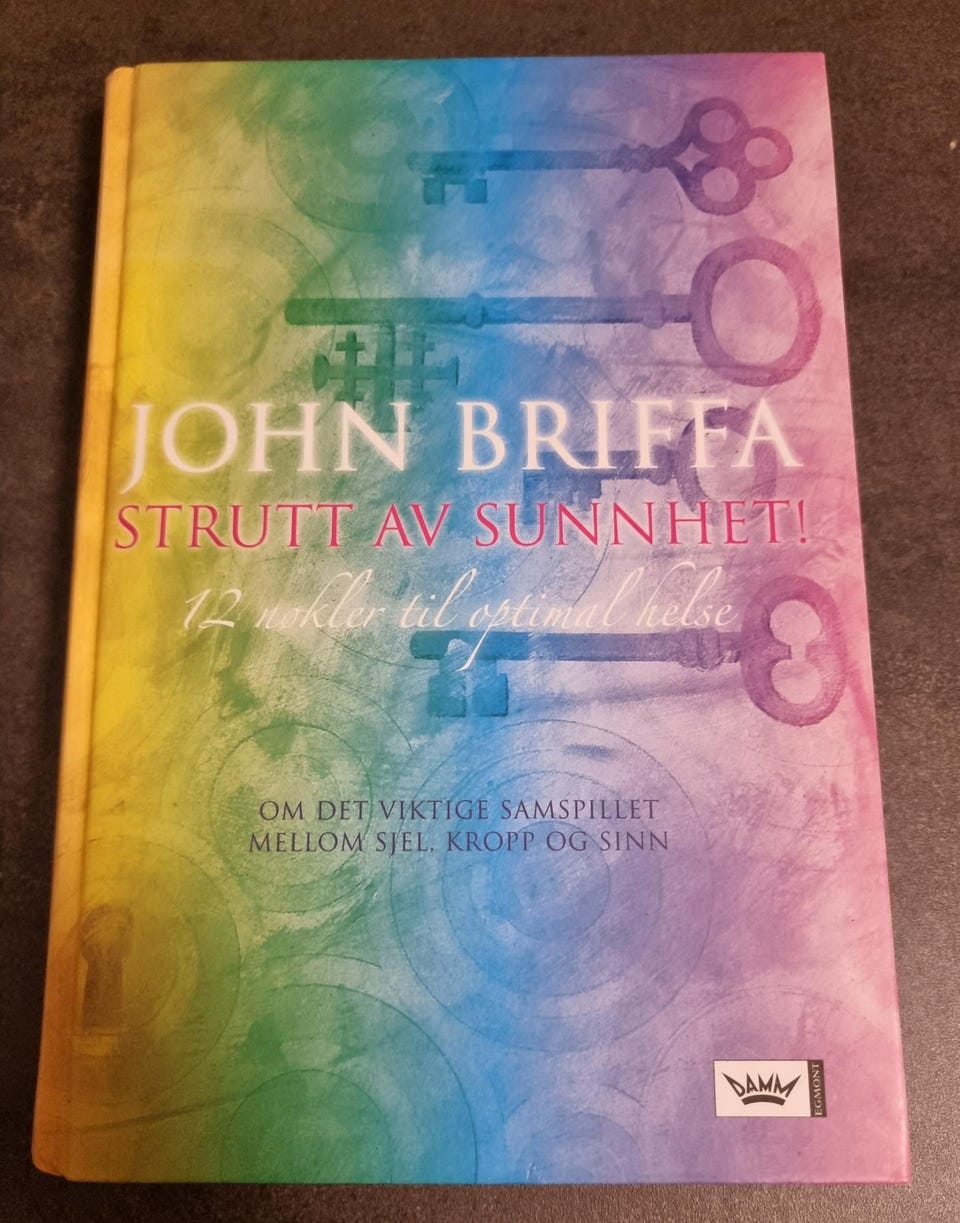 JOHN BRIFFA
STRUTT AV SUNNHET!
12 nøkler til optimal helse
OM DET VIKTIGE SAMSPILLET
MELLOM SJEL, KROPP OG SINN
DAMM
EGMONT